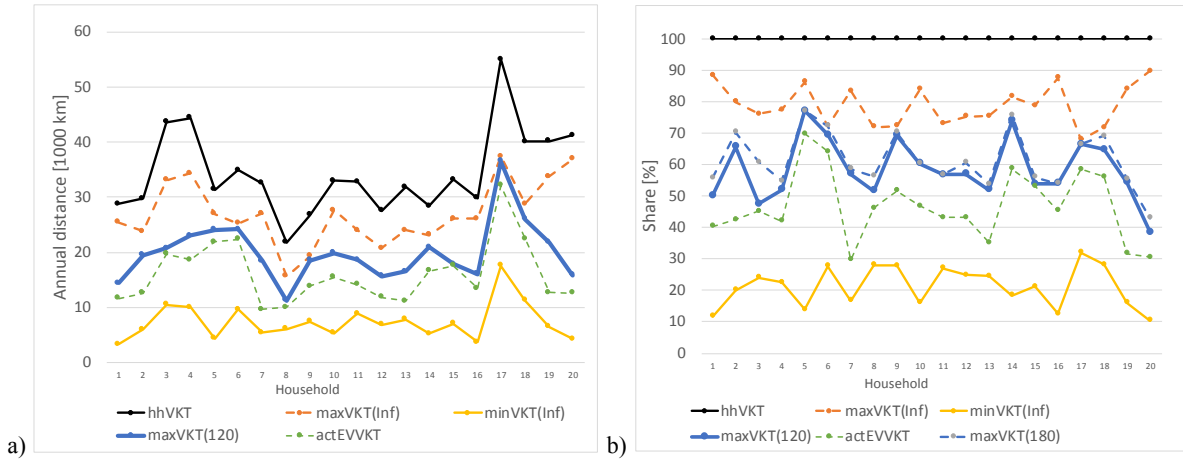 60
50
40
30
20
10
0
Annual distance [1000 km]
1 2 3 4 5 6 7 8 9 10 11 12 13 14 15 16 17 18 19 20
Household
hhVKT maxVKT(Inf) minVKT(Inf)
maxVKT(120) actEVVKT
a)
100
90
80
70
60
50
40
30
20
10
0
Share [%]
1 2 3 4 5 6 7 8 9 10 11 12 13 14 15 16 17 18 19 20
Household
hhVKT maxVKT(Inf) minVKT(Inf)
maxVKT(120) actEVVKT maxVKT(180)
b)